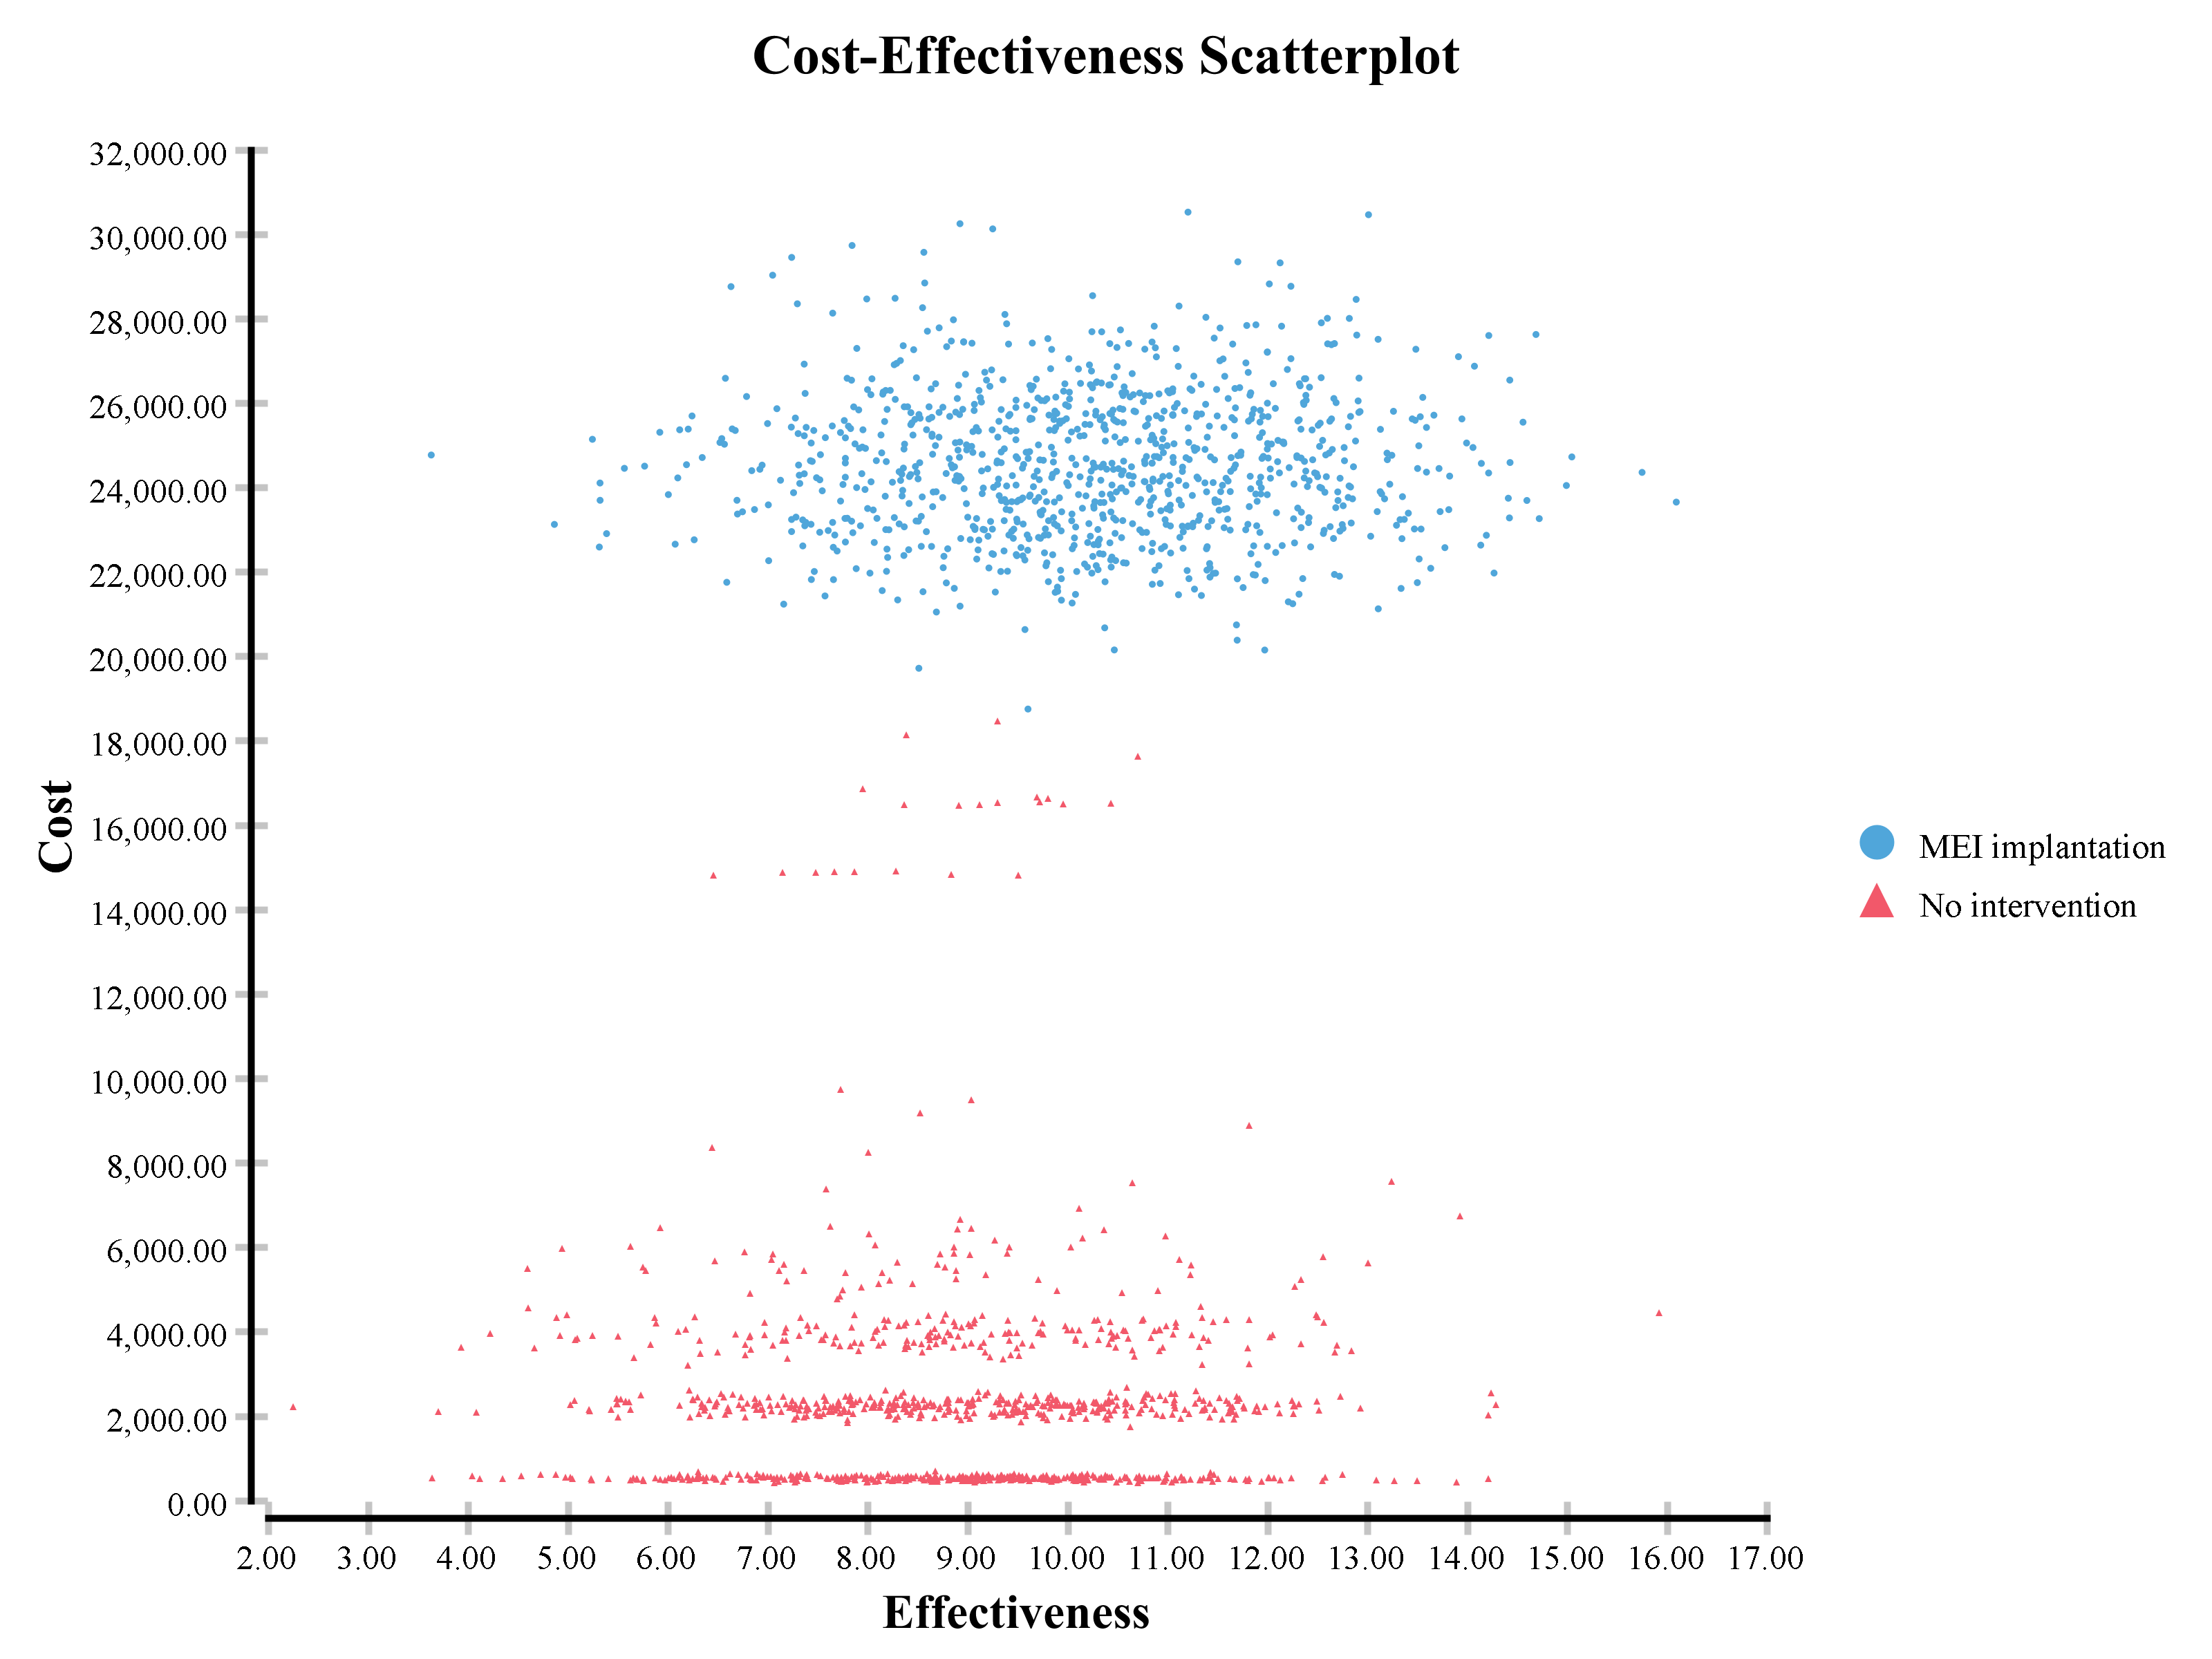 Cost-Effectiveness Scatterplot
32,000.00
30,000.00
28,000.00
26,000.00
24,000.00
22,000.00
20,000.00
18,000.00
16,000.00
14,000.00
12,000.00
10,000.00
8,000.00
6,000.00
4,000.00
2,000.00
0.00
Cost
MEI implantation
No intervention
2.00 3.00 4.00 5.00 6.00 7.00 8.00 9.00 10.00 11.00 12.00 13.00 14.00 15.00 16.00 17.00
Effectiveness